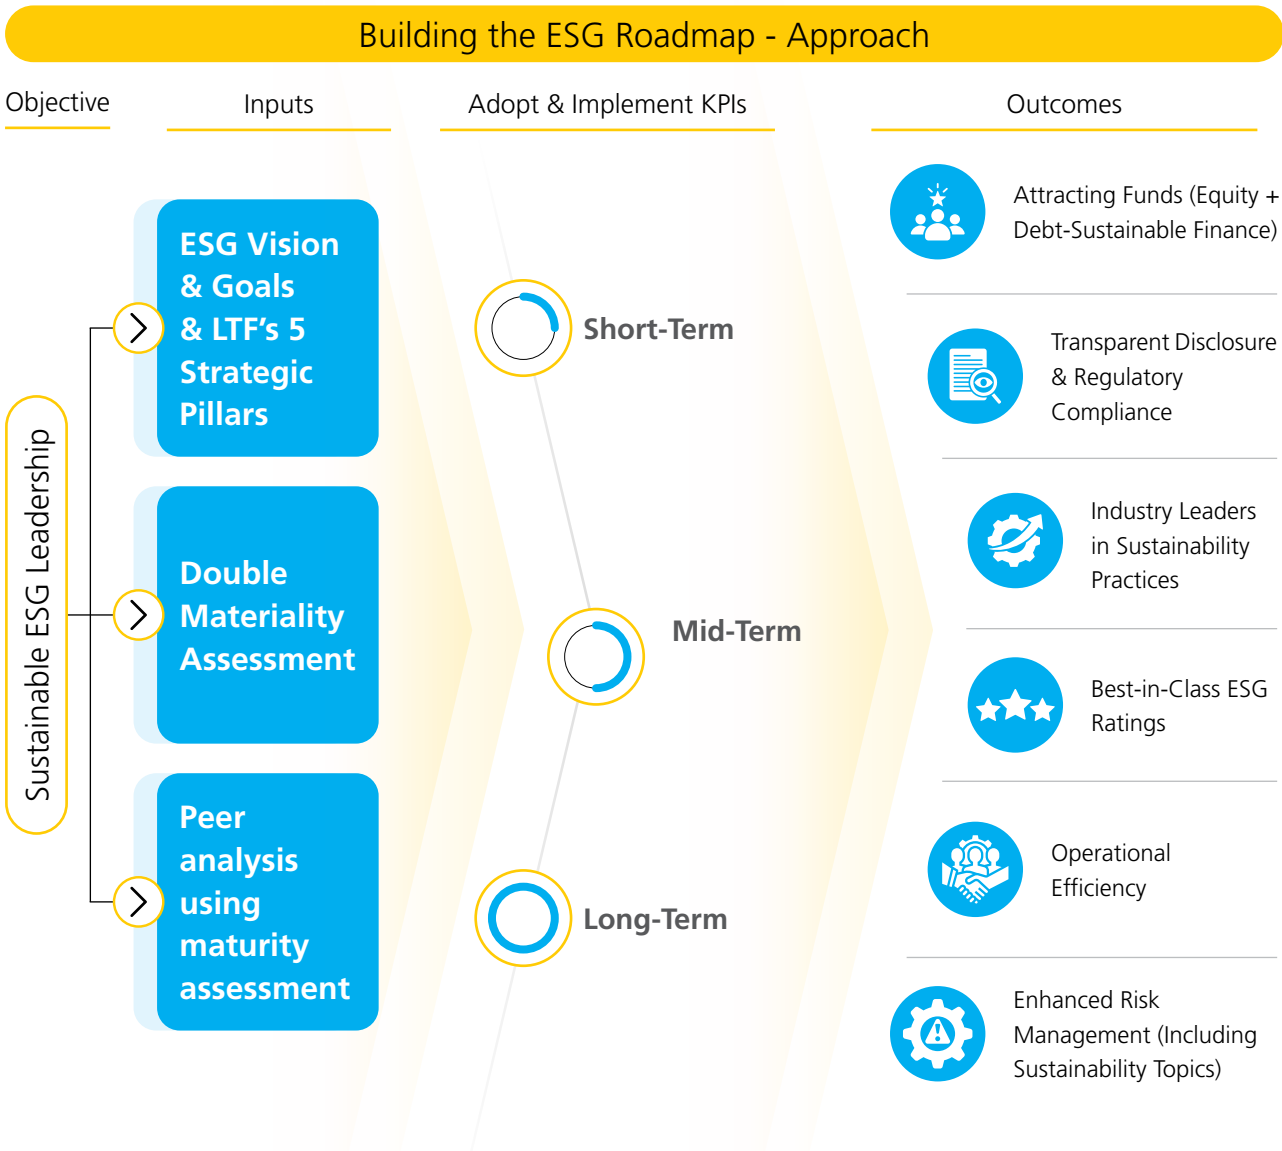 Building the ESG Roadmap - Approach
Objective
Inputs
Adopt & Implement KPIs
Outcomes
Sustainable ESG Leadership
ESG Vision
& Goals
& LTF's 5
Strategic
Pillars
Double
Materiality
Assessment
Peer
analysis
using
maturity
assessment
Short-Term
Mid-Term
Long-Term
Attracting Funds (Equity +
Debt-Sustainable Finance)
Transparent Disclosure
& Regulatory
Compliance
Industry Leaders
in Sustainability
Practices
Best-in-Class ESG
Ratings
Operational
Efficiency
Enhanced Risk
Management (Including
Sustainability Topics)